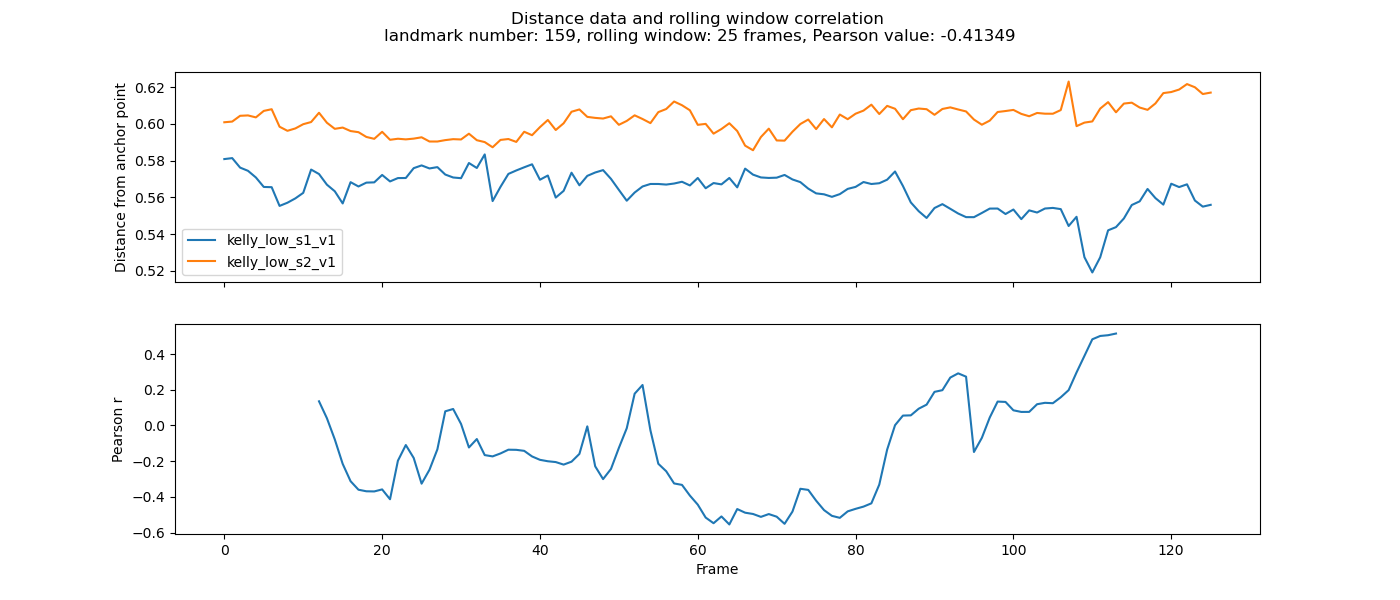 Distance data and rolling window correlation
landmark number: 159, rolling window: 25 frames, Pearson value: -0.41349
Distance from anchor point
0.62
0.60
0.58
0.56
0.54
0.52
kelly_low_s1_v1
kelly_low_s2_v1
Pearson r
0.4
0.2
0.0
−0.2
−0.4
−0.6
0 20 40 60 80 100 120
Frame